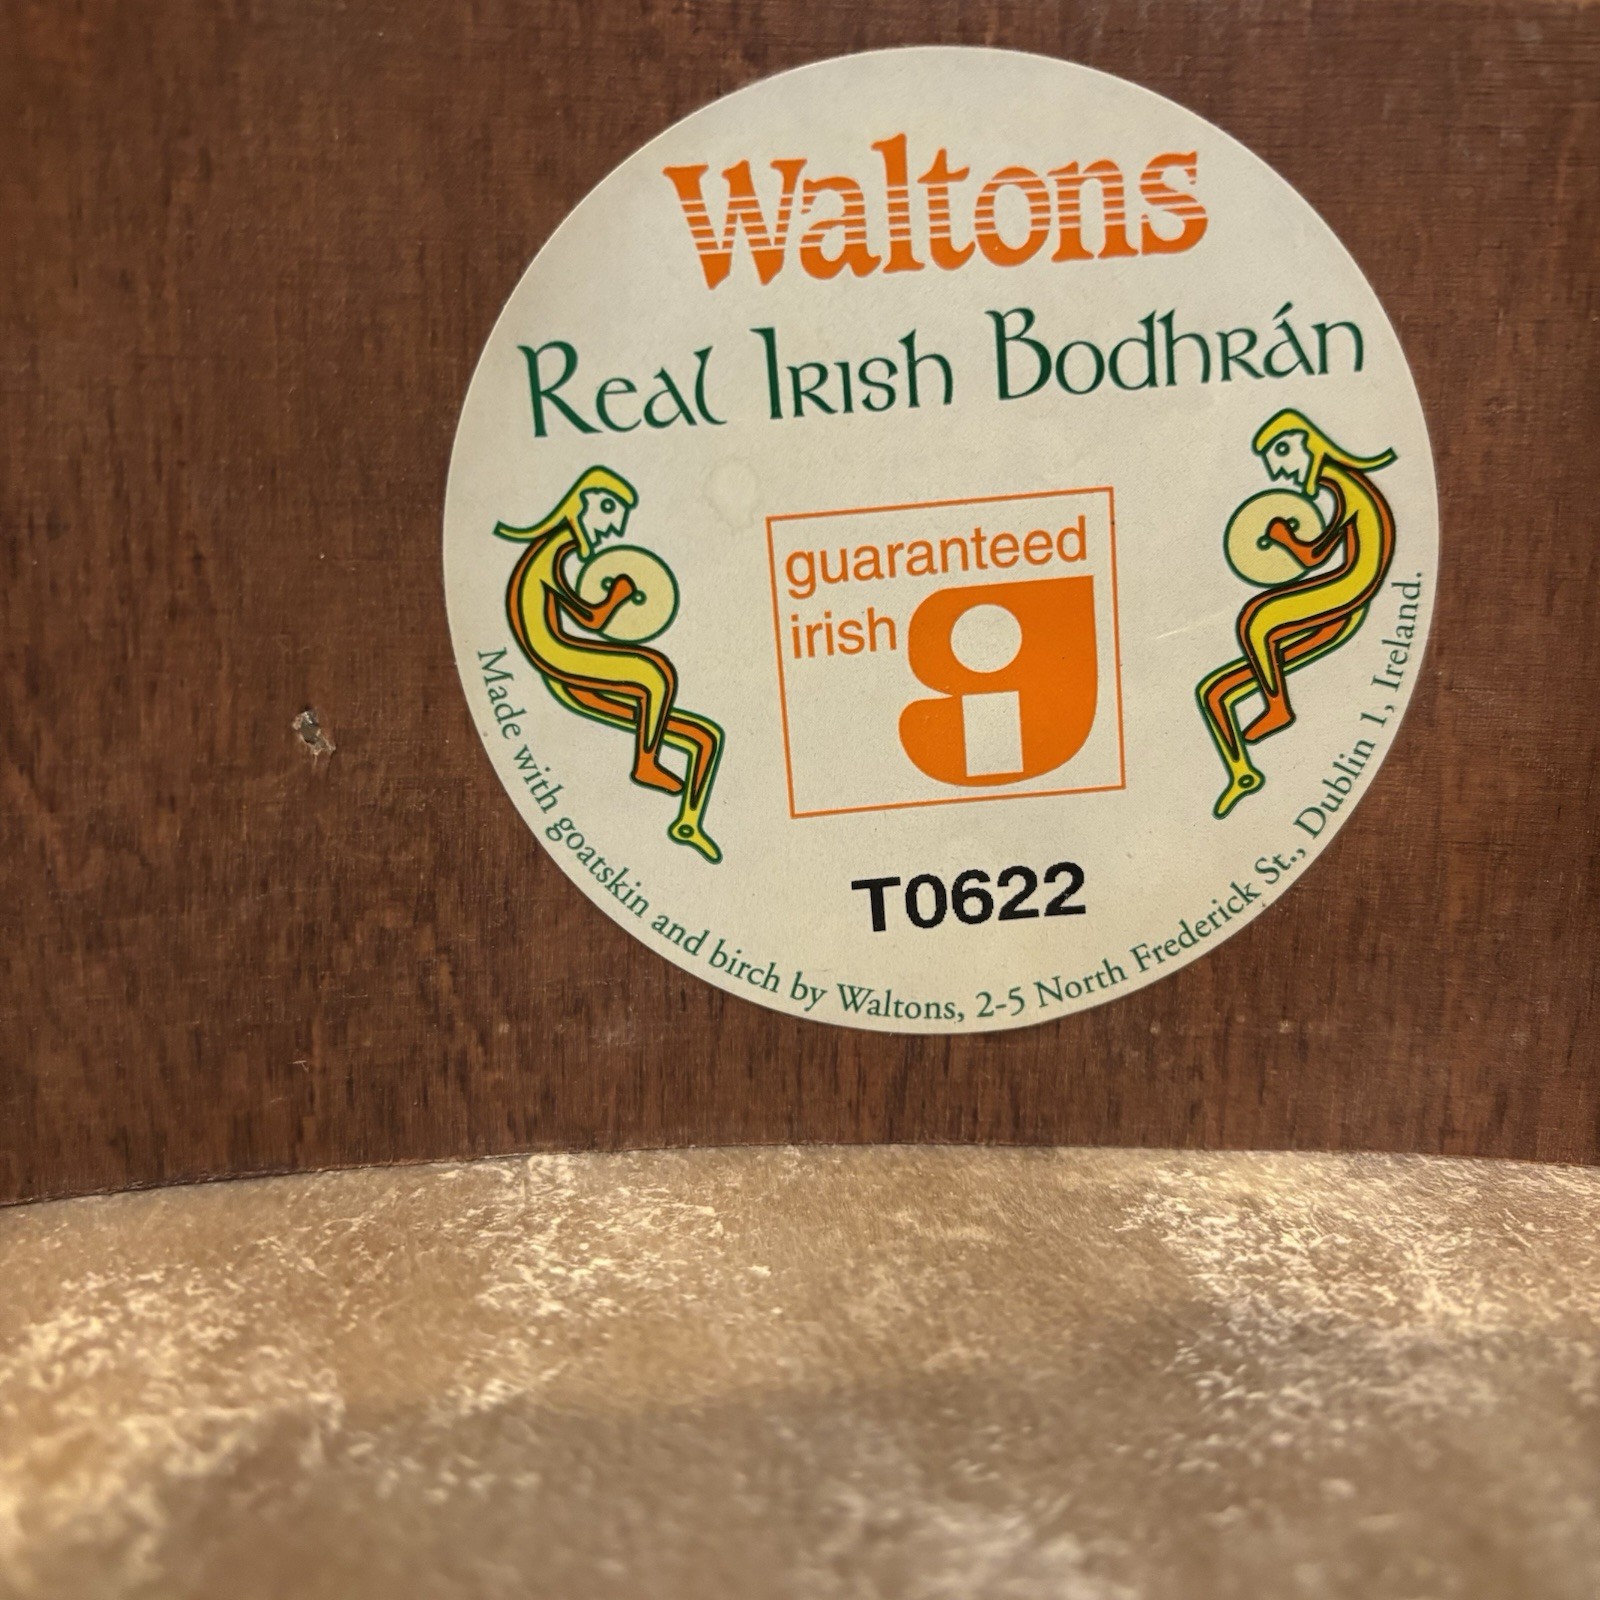 Waltons
Real Irish Bodhrán
guaranteed
irish
T0622
Made with goatskin and birch by Waltons, 2-5 North Frederick St., Dublin 1, Ireland.